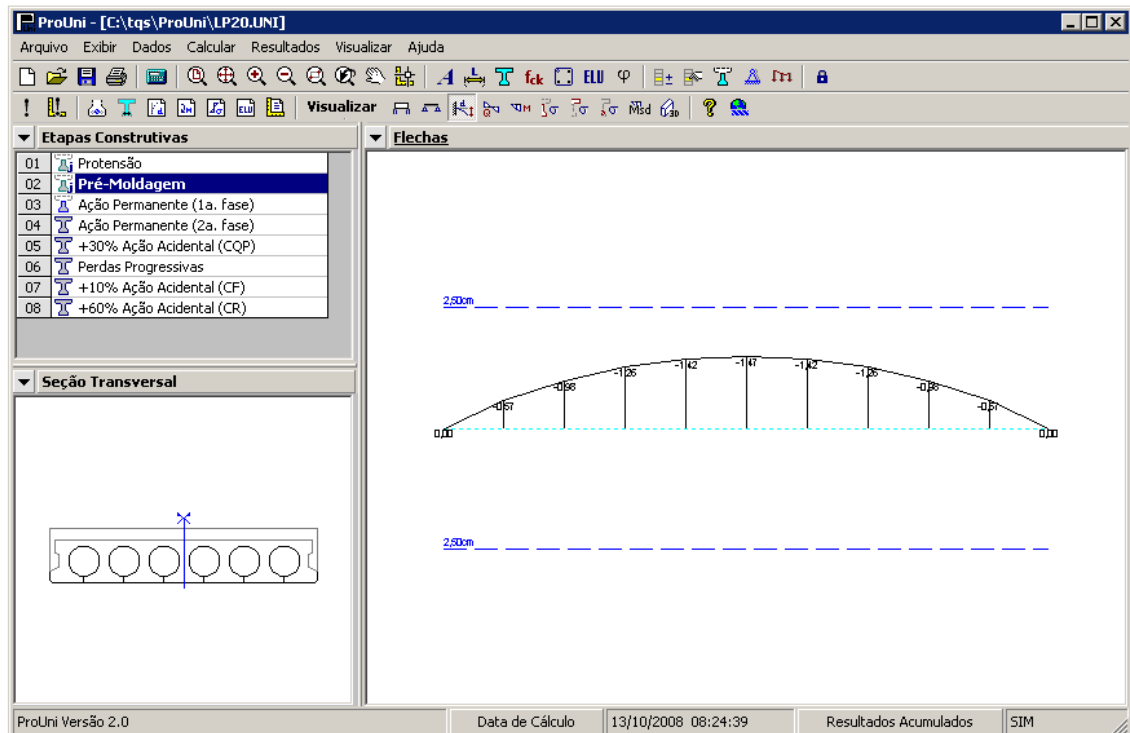 ProUni - [C:\tqs\ProUni\LP20.UNI]
Arquivo Exibir Dados Calcular Resultados Visualizar Ajuda
A fck ELU φ
! ELU Visualizar M σ σ σ Msd 3D ?
Etapas Construtivas
Flechas
01 Protensão
02 Pré-Moldagem
03 Ação Permanente (1a. fase)
04 Ação Permanente (2a. fase)
05 +30% Ação Acidental (CQP)
06 Perdas Progressivas
07 +10% Ação Acidental (CF)
08 +60% Ação Acidental (CR)
2,50cm
0,00 -0,57 -0,98 -1,26 -1,42 -1,47 -1,42 -1,26 -0,98 -0,57 0,00
2,50cm
Seção Transversal
ProUni Versão 2.0 Data de Cálculo 13/10/2008 08:24:39 Resultados Acumulados SIM